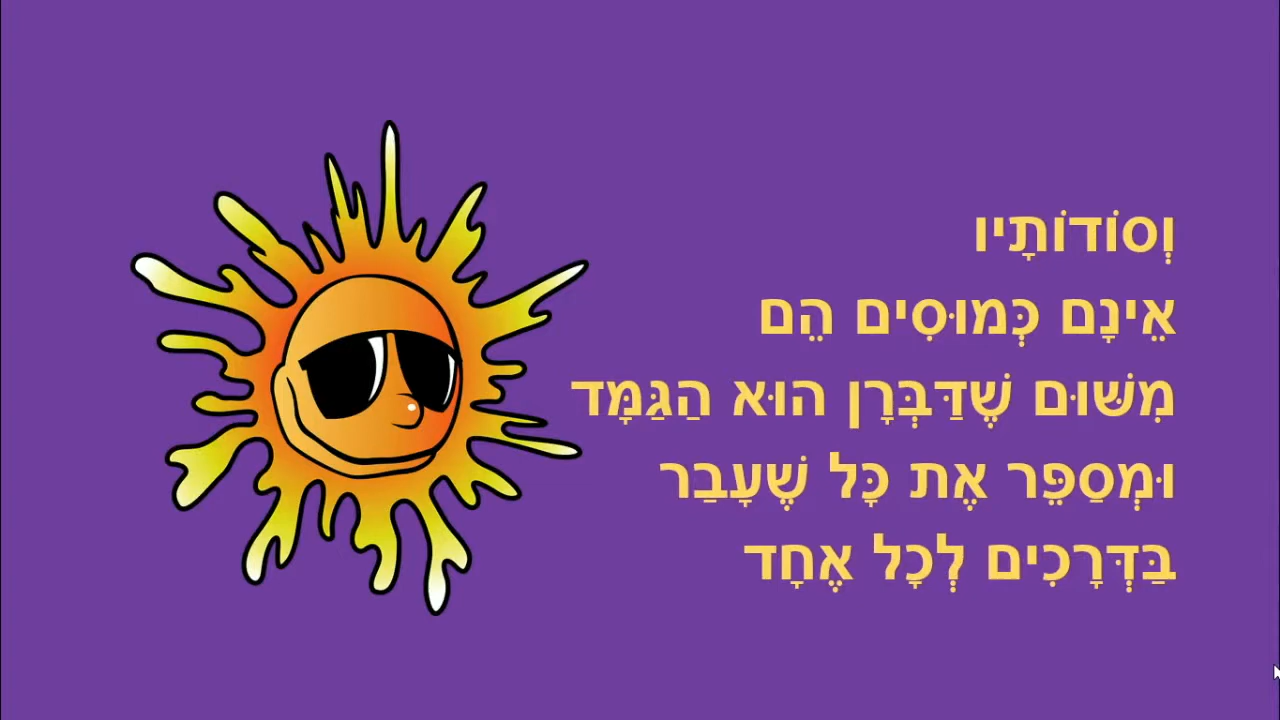 וְסוֹדוֹתָיו
אֵינָם כְּמוּסִים הֵם
מִשּׁוּם שֶׁדַּבְּרָן הוּא הַגַּמָּד
וּמְסַפֵּר אֶת כָּל שֶׁעָבַר
בַּדְּרָכִים לְכָל אֶחָד